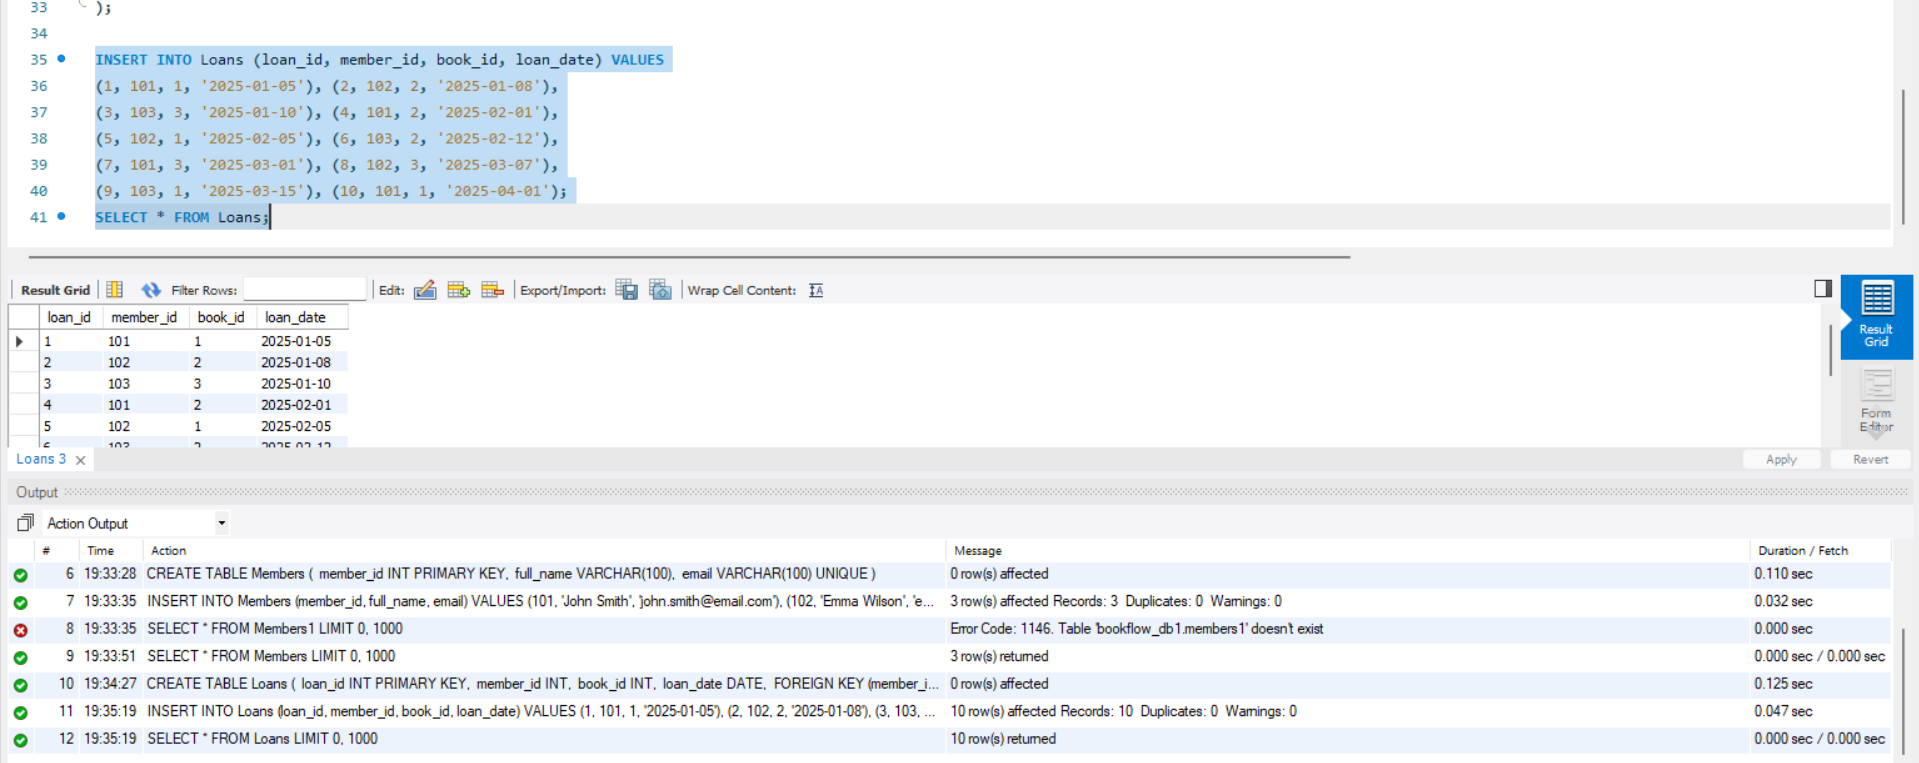 33 );
34
35 INSERT INTO Loans (loan_id, member_id, book_id, loan_date) VALUES
36 (1, 101, 1, '2025-01-05'), (2, 102, 2, '2025-01-08'),
37 (3, 103, 3, '2025-01-10'), (4, 101, 2, '2025-02-01'),
38 (5, 102, 1, '2025-02-05'), (6, 103, 2, '2025-02-12'),
39 (7, 101, 3, '2025-03-01'), (8, 102, 3, '2025-03-07'),
40 (9, 103, 1, '2025-03-15'), (10, 101, 1, '2025-04-01');
41 SELECT * FROM Loans;
Result Grid Filter Rows: Edit: Export/Import: Wrap Cell Content:
loan_id member_id book_id loan_date
1 101 1 2025-01-05
2 102 2 2025-01-08
3 103 3 2025-01-10
4 101 2 2025-02-01
5 102 1 2025-02-05
6 103 2 2025-02-12
Result
Grid
Form
Editor
Loans 3 Apply Revert
Output
Action Output
# Time Action Message Duration / Fetch
6 19:33:28 CREATE TABLE Members ( member_id INT PRIMARY KEY, full_name VARCHAR(100), email VARCHAR(100) UNIQUE ) 0 row(s) affected 0.110 sec
7 19:33:35 INSERT INTO Members (member_id, full_name, email) VALUES (101, 'John Smith', 'john.smith@email.com'), (102, 'Emma Wilson', 'e... 3 row(s) affected Records: 3 Duplicates: 0 Warnings: 0 0.032 sec
8 19:33:35 SELECT * FROM Members1 LIMIT 0, 1000 Error Code: 1146. Table 'bookflow_db1.members1' doesn't exist 0.000 sec
9 19:33:51 SELECT * FROM Members LIMIT 0, 1000 3 row(s) returned 0.000 sec / 0.000 sec
10 19:34:27 CREATE TABLE Loans ( loan_id INT PRIMARY KEY, member_id INT, book_id INT, loan_date DATE, FOREIGN KEY (member_i... 0 row(s) affected 0.125 sec
11 19:35:19 INSERT INTO Loans (loan_id, member_id, book_id, loan_date) VALUES (1, 101, 1, '2025-01-05'), (2, 102, 2, '2025-01-08'), (3, 103, ... 10 row(s) affected Records: 10 Duplicates: 0 Warnings: 0 0.047 sec
12 19:35:19 SELECT * FROM Loans LIMIT 0, 1000 10 row(s) returned 0.000 sec / 0.000 sec